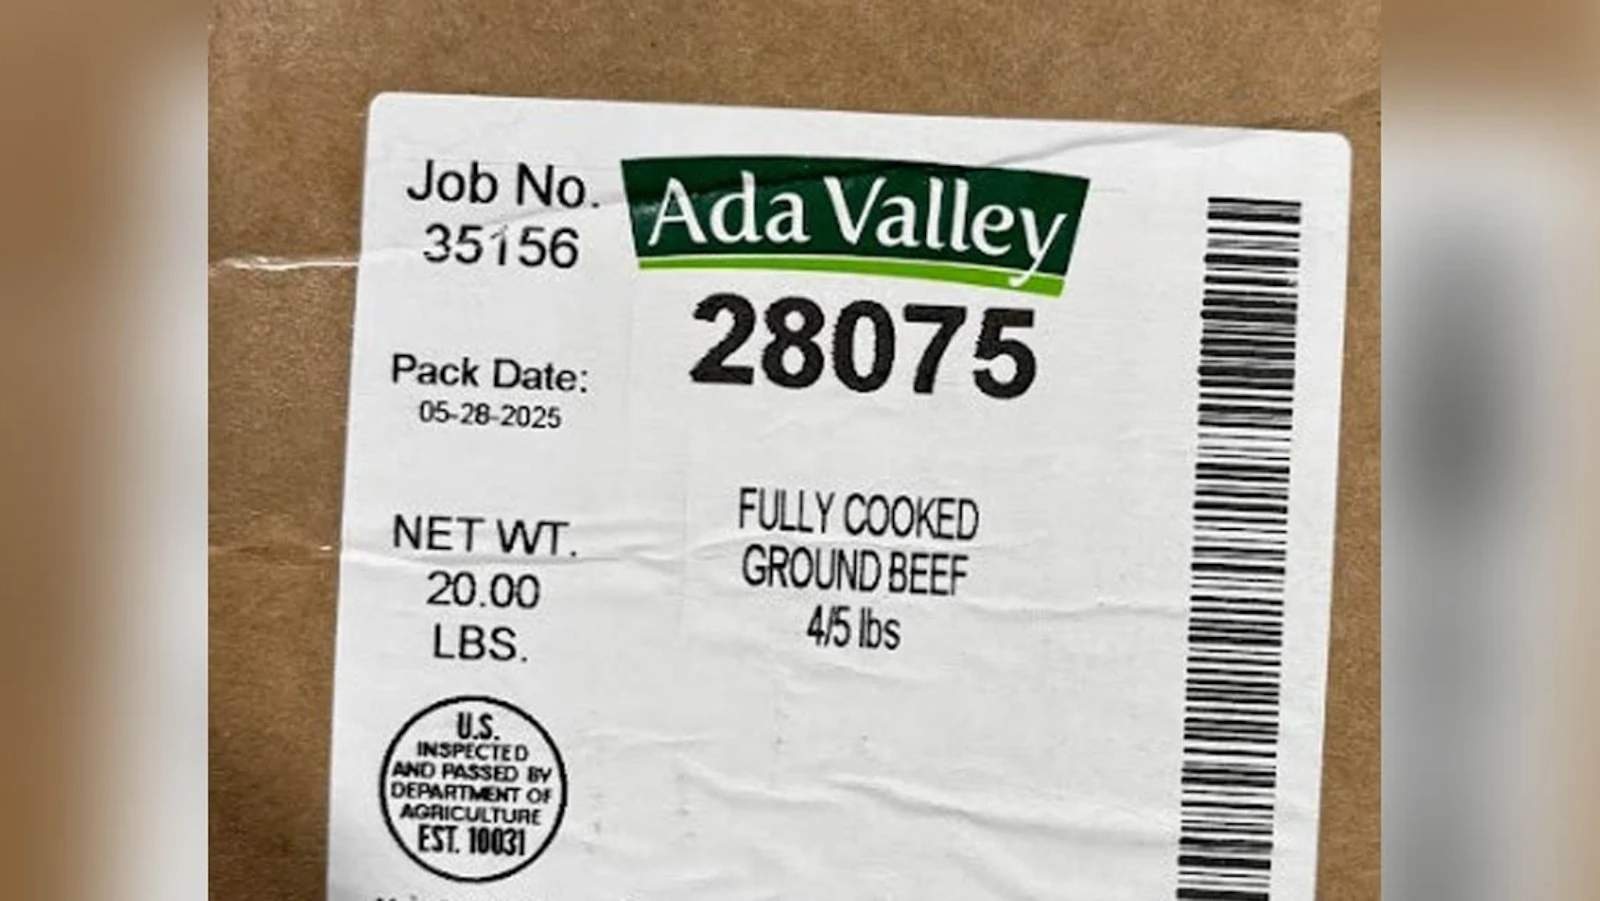 Job No.
35156
Ada Valley
28075
Pack Date:
05-28-2025
NET WT.
20.00
LBS.
FULLY COOKED
GROUND BEEF
4/5 lbs
U.S.
INSPECTED
AND PASSED BY
DEPARTMENT OF
AGRICULTURE
EST. 10031